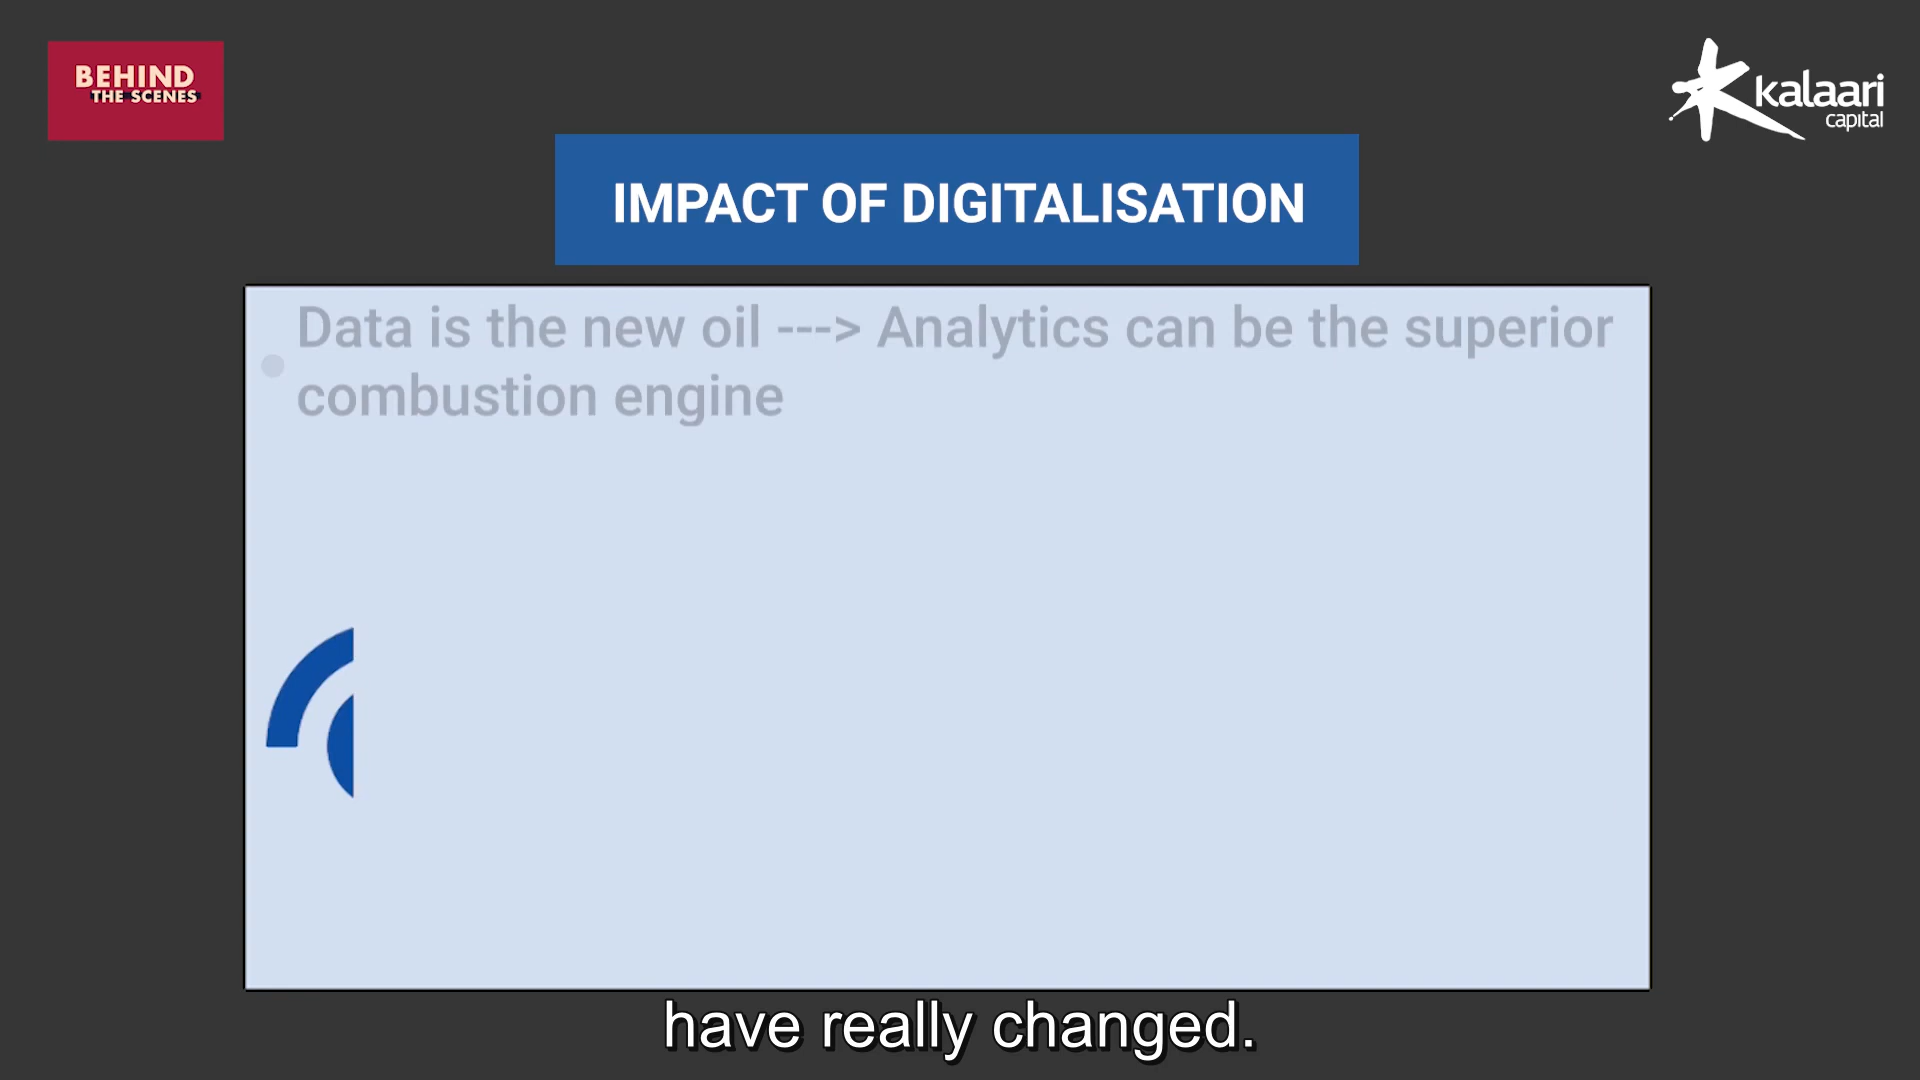 BEHIND
THE SCENES
kalaari
capital
IMPACT OF DIGITALISATION
Data is the new oil ---> Analytics can be the superior
combustion engine
have really changed.